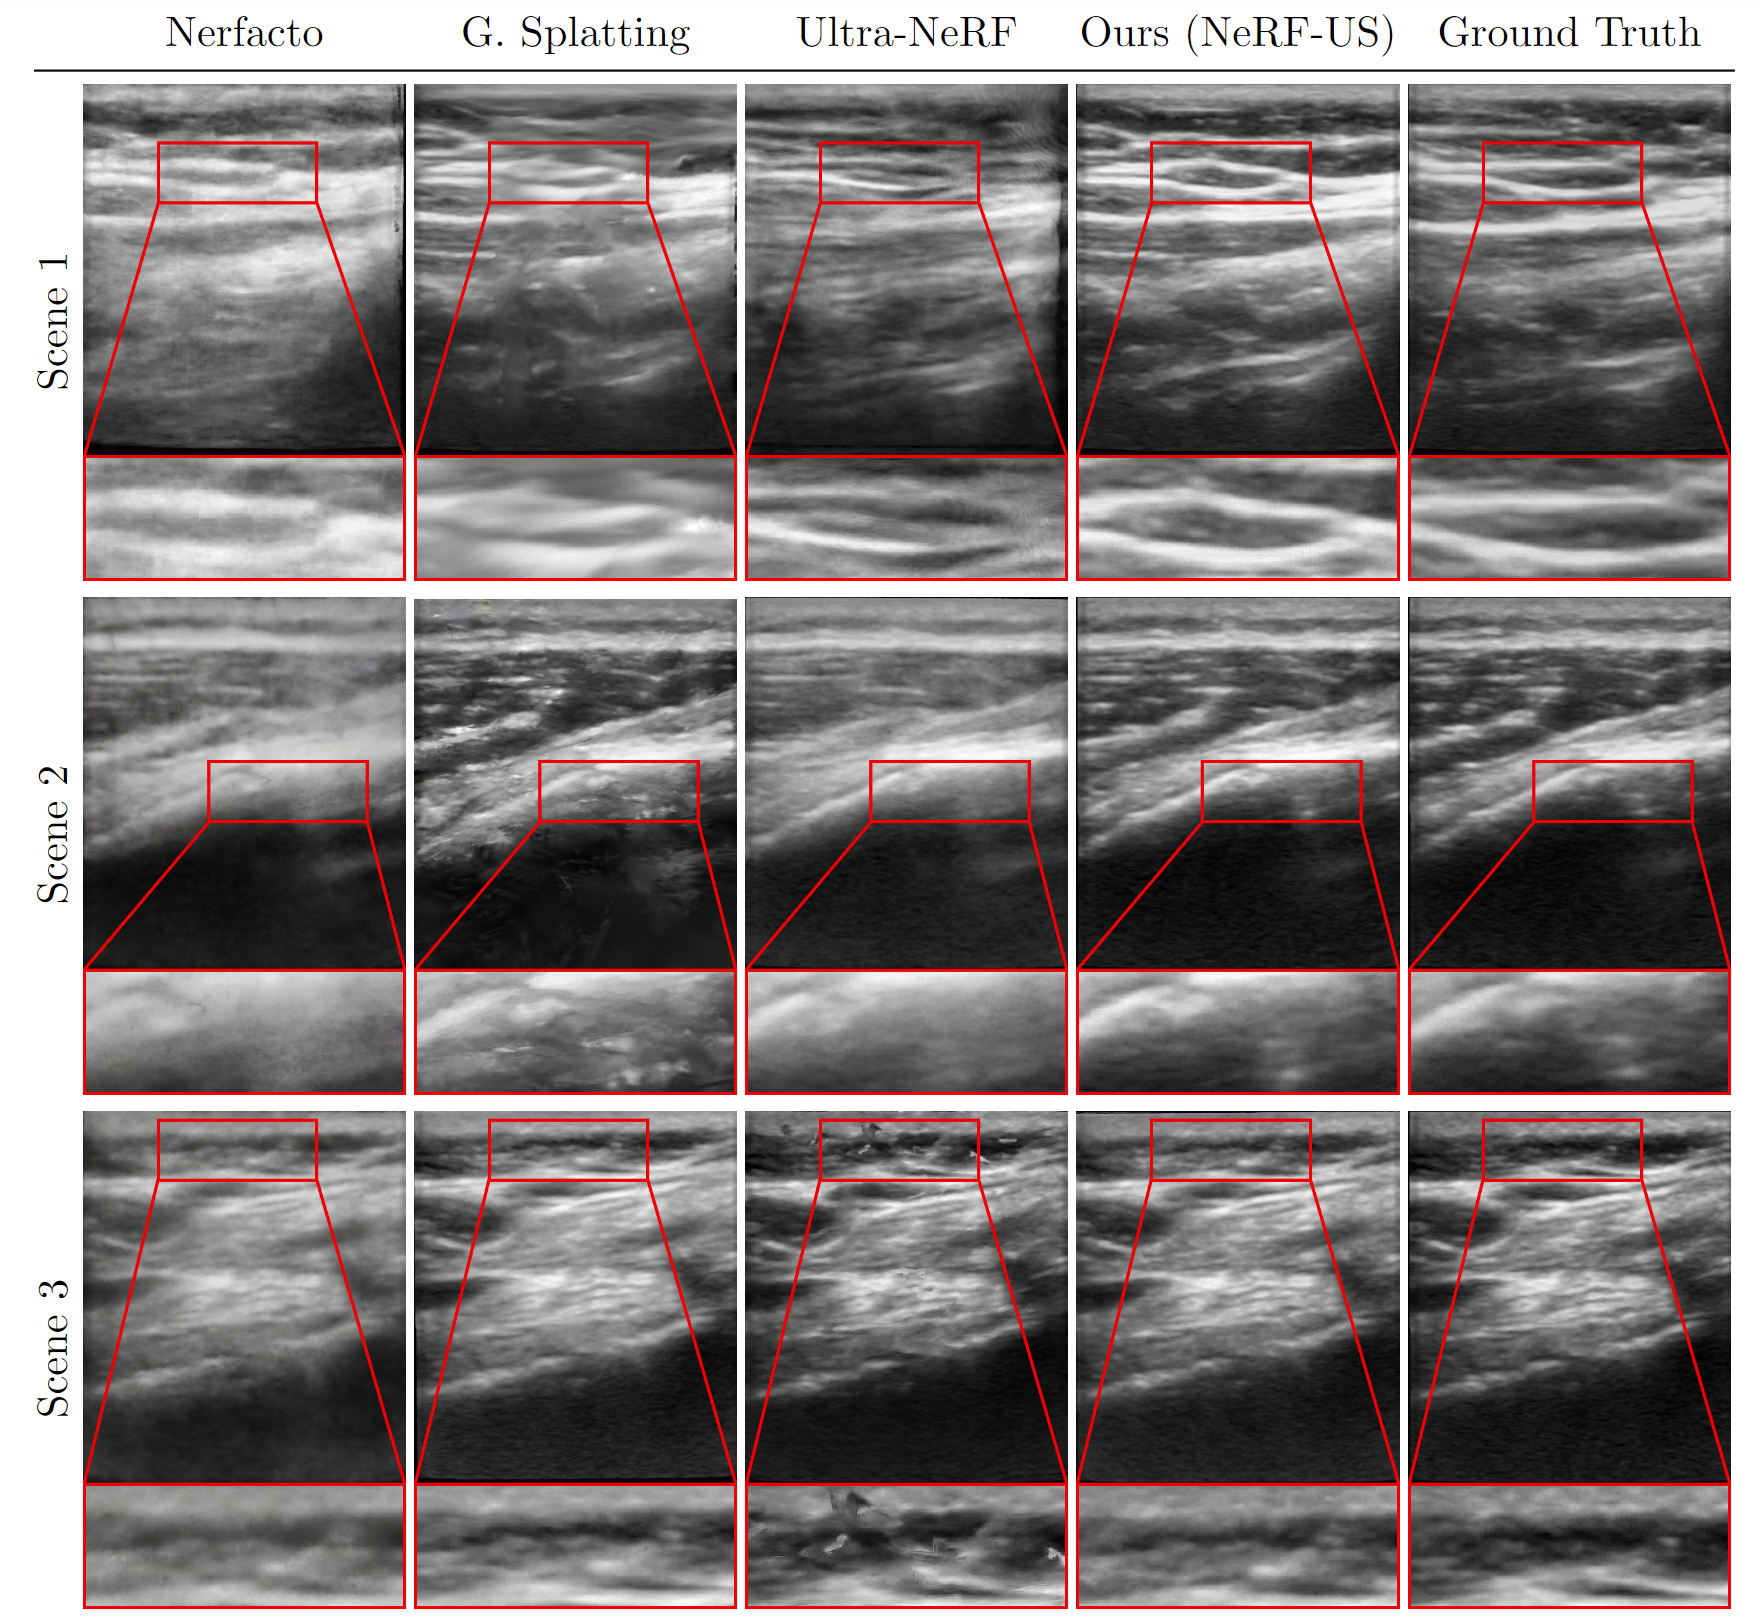 Nerfacto G. Splatting Ultra-NeRF Ours (NeRF-US) Ground Truth
Scene 1
Scene 2
Scene 3